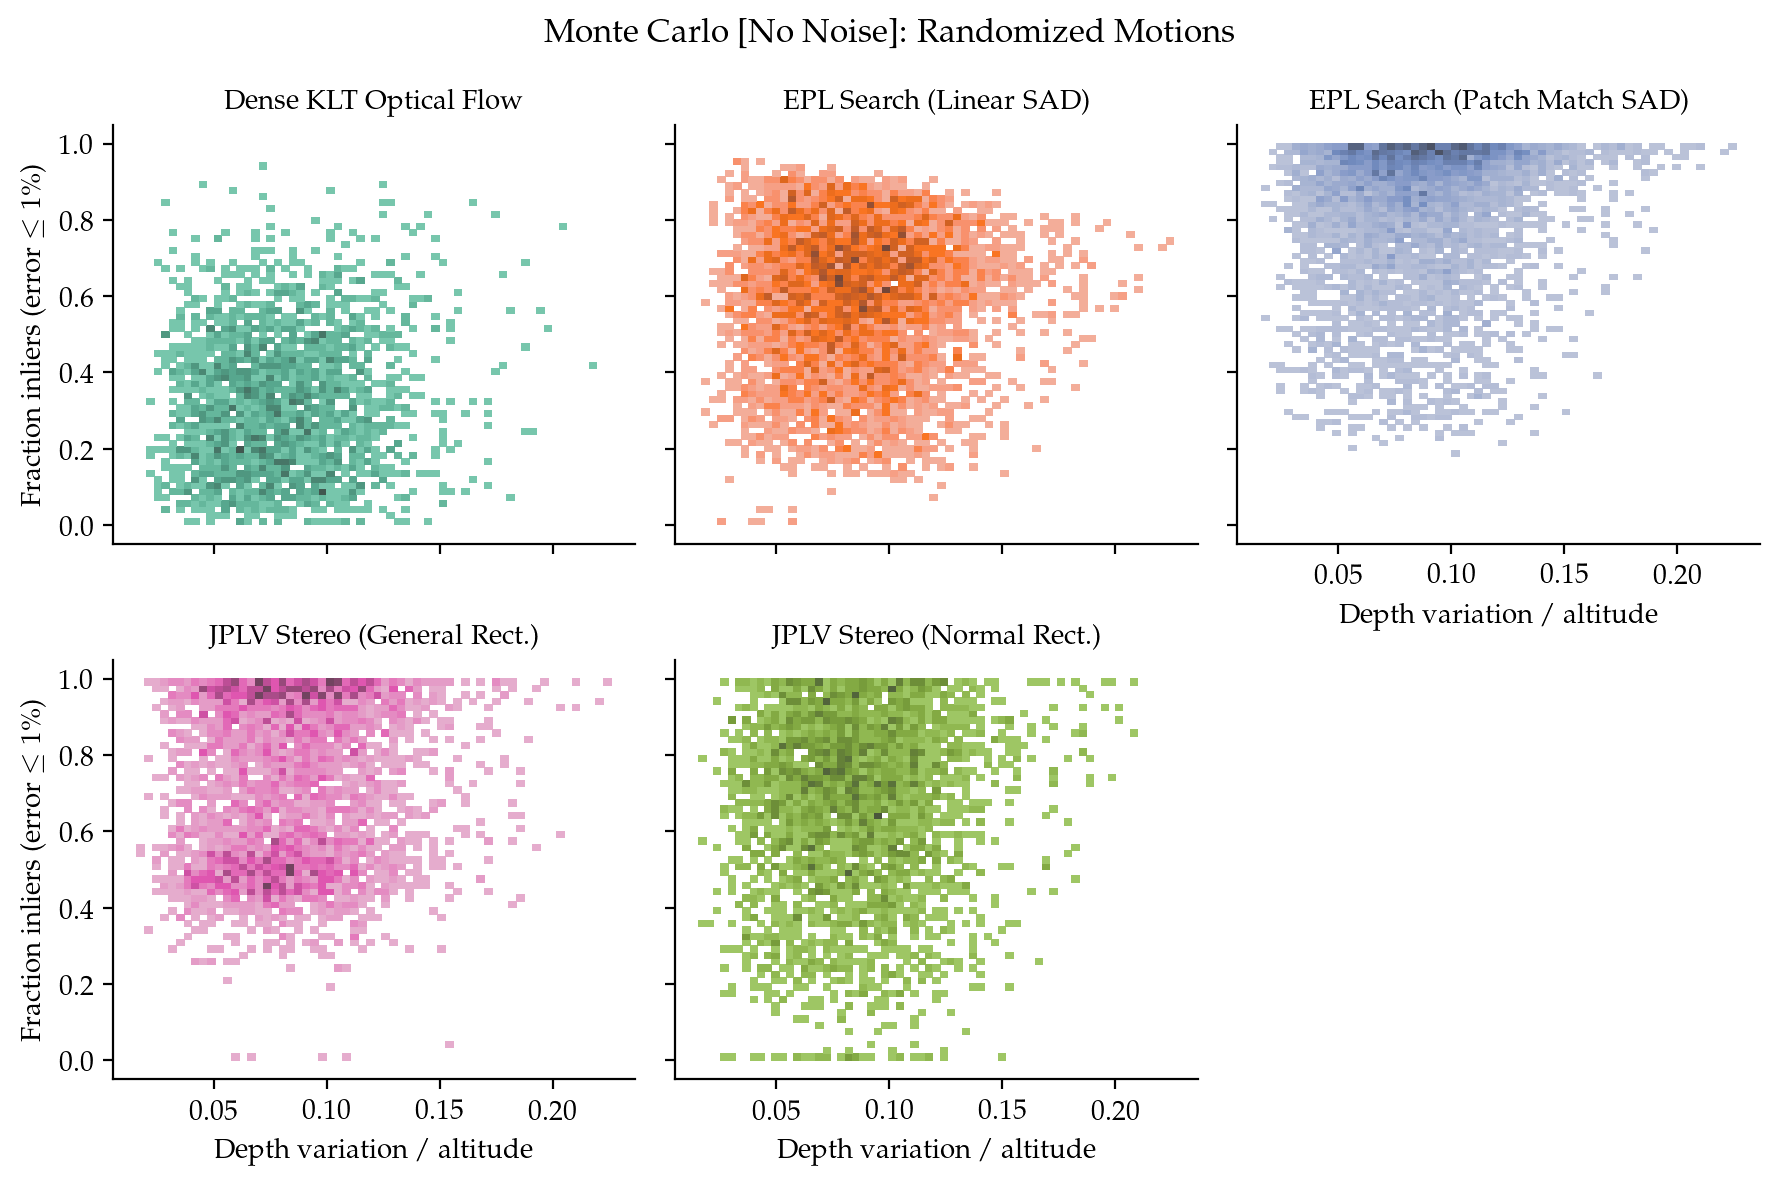 Monte Carlo [No Noise]: Randomized Motions
Dense KLT Optical Flow
EPL Search (Linear SAD)
EPL Search (Patch Match SAD)
Fraction inliers (error ≤ 1%)
1.0
0.8
0.6
0.4
0.2
0.0
0.05 0.10 0.15 0.20
Depth variation / altitude
JPLV Stereo (General Rect.)
JPLV Stereo (Normal Rect.)
Fraction inliers (error ≤ 1%)
1.0
0.8
0.6
0.4
0.2
0.0
0.05 0.10 0.15 0.20
Depth variation / altitude
0.05 0.10 0.15 0.20
Depth variation / altitude